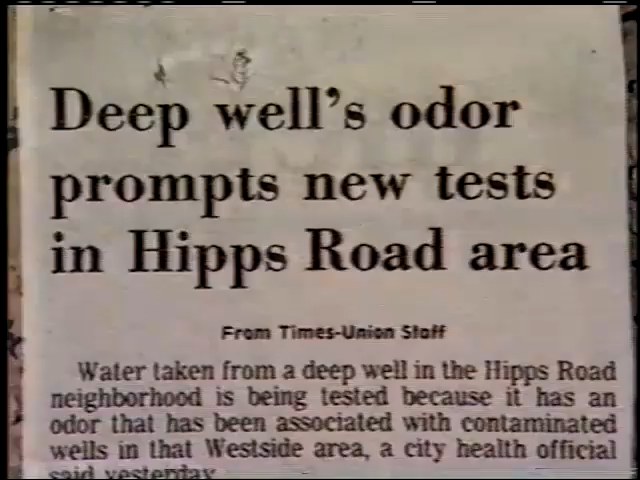 Deep well's odor
prompts new tests
in Hipps Road area
From Times-Union Staff
Water taken from a deep well in the Hipps Road
neighborhood is being tested because it has an
odor that has been associated with contaminated
wells in that Westside area, a city health official
said yesterday.